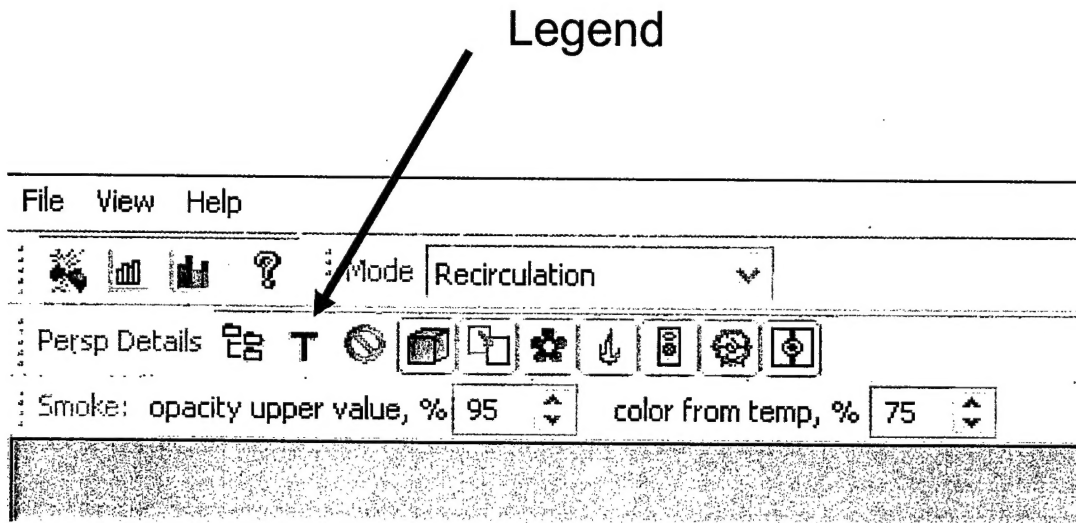 Legend
File View Help
Mode Recirculation
Persp Details T
Smoke: opacity upper value, % 95 color from temp, % 75